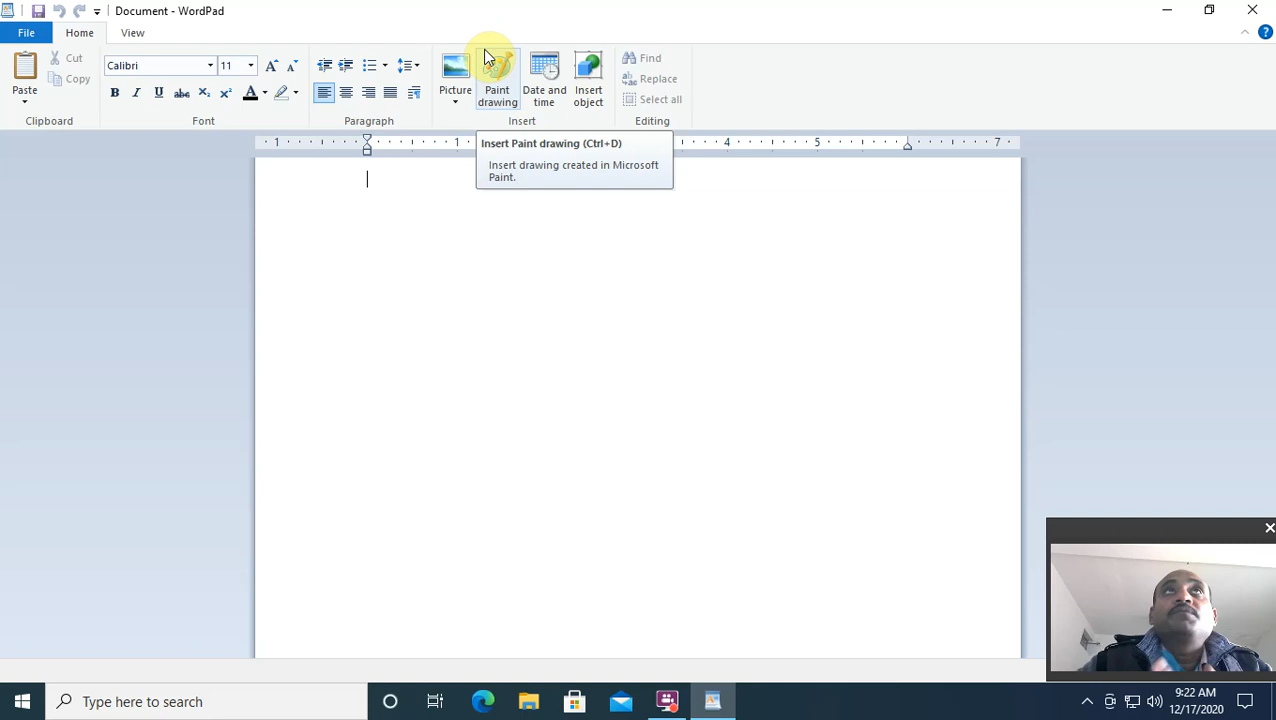 Document - WordPad
File
Home
View
Paste
Cut
Copy
Clipboard
Calibri
11
Font
Paragraph
Picture
Paint
drawing
Date and
time
Insert
object
Insert
Find
Replace
Select all
Editing
1
1
4
5
7
Insert Paint drawing (Ctrl+D)
Insert drawing created in Microsoft
Paint.
Type here to search
9:22 AM
12/17/2020